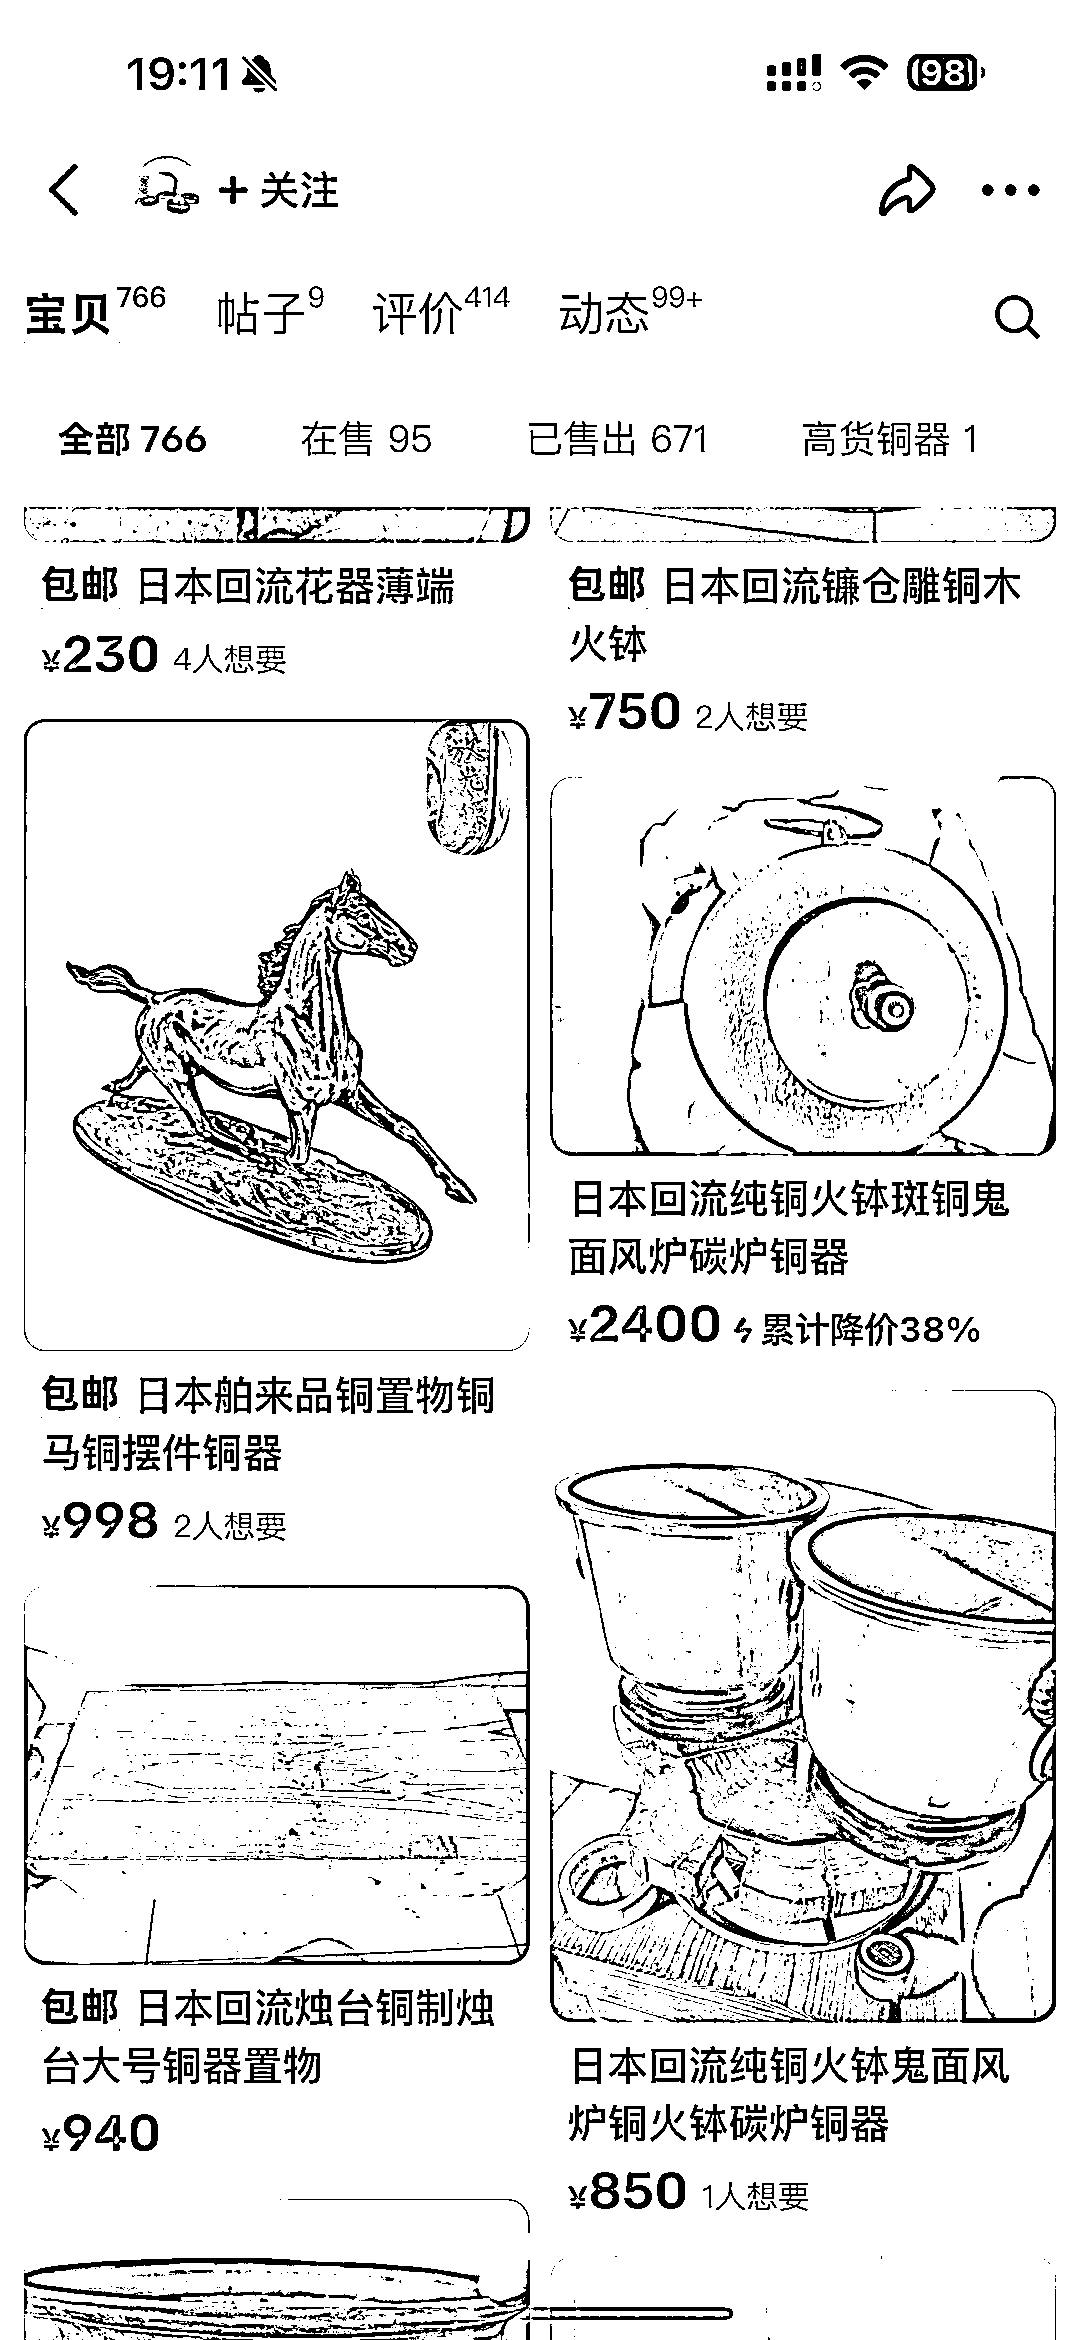 19:11
98
+ 关注
宝贝766 帖子9 评价414 动态99+
全部 766 在售 95 已售出 671 高货铜器 1
包邮 日本回流花器薄端
¥230 4人想要
包邮 日本回流镰仓雕铜木
火钵
¥750 2人想要
日本回流纯铜火钵斑铜鬼
面风炉碳炉铜器
¥2400 累计降价38%
包邮 日本舶来品铜置物铜
马铜摆件铜器
¥998 2人想要
包邮 日本回流烛台铜制烛
台大号铜器置物
¥940
日本回流纯铜火钵鬼面风
炉铜火钵碳炉铜器
¥850 1人想要